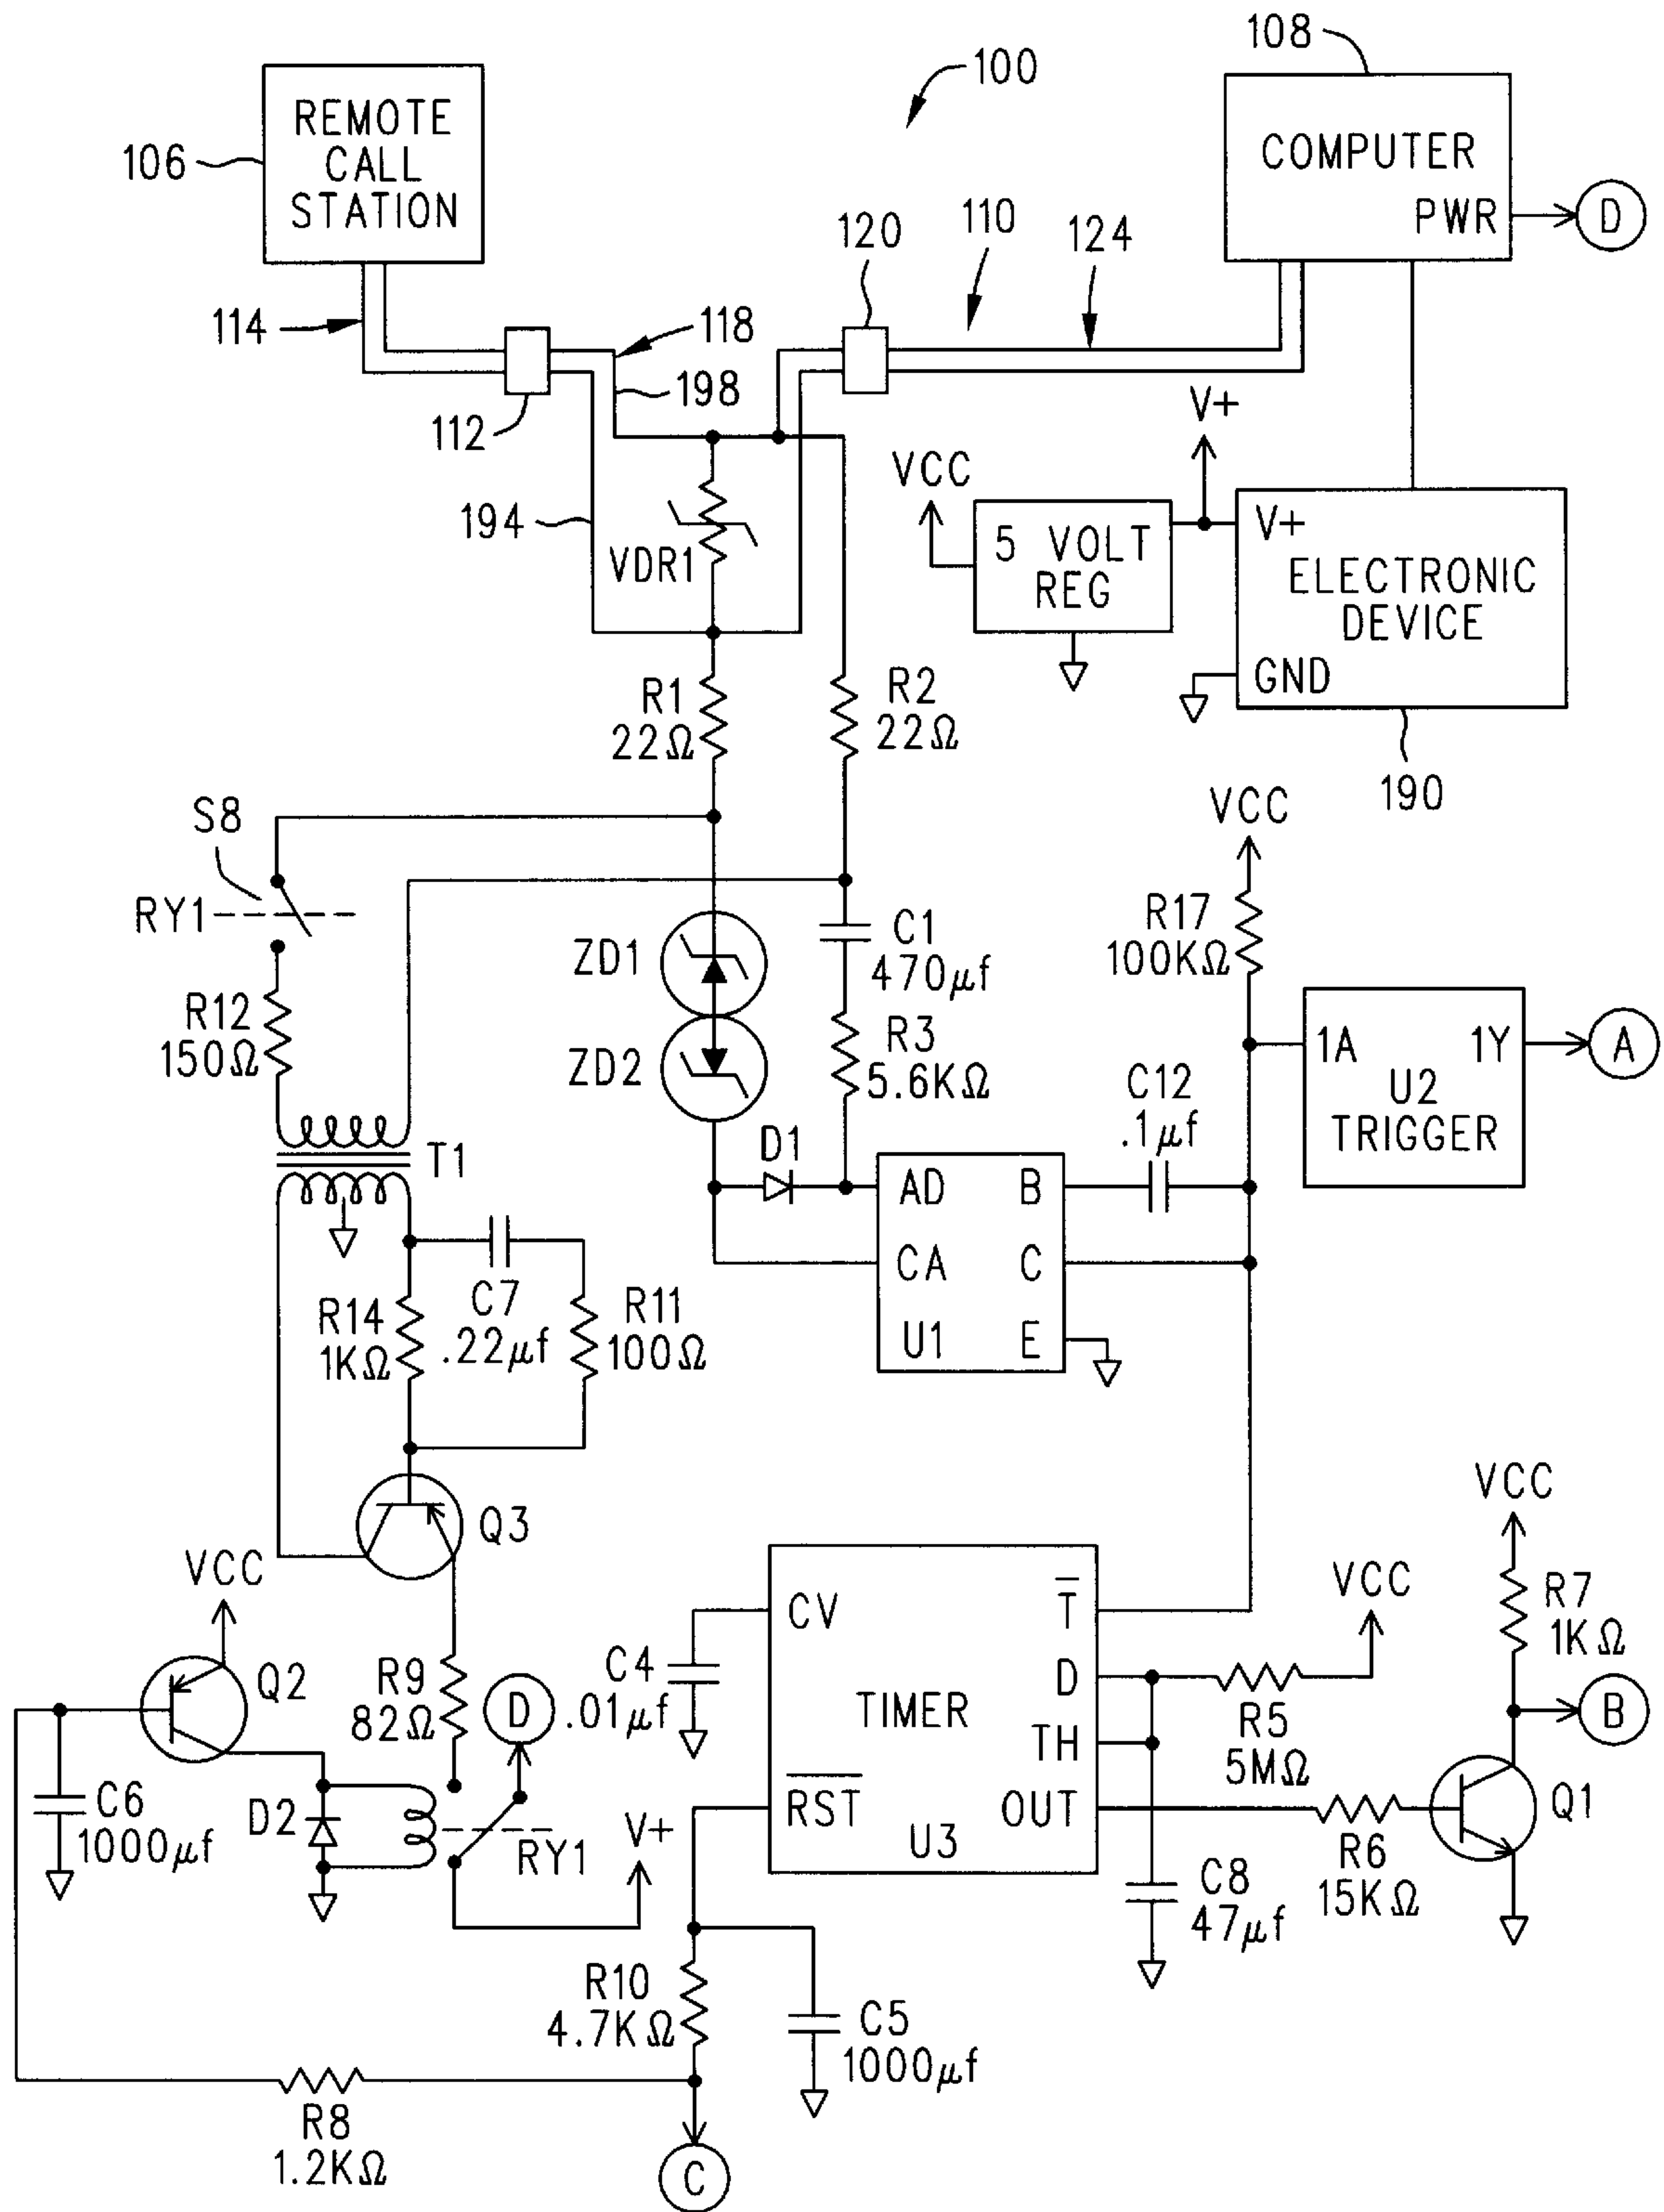 100
108
REMOTE
CALL
STATION
106
COMPUTER
PWR
D
120
110
124
114
118
198
112
V+
VCC
194
VDR1
5 VOLT
REG
V+
ELECTRONIC
DEVICE
GND
R1
22Ω
R2
22Ω
190
S8
VCC
RY1
ZD1
C1
470μf
R17
100KΩ
R12
150Ω
ZD2
R3
5.6KΩ
1A
1Y
A
U2
TRIGGER
C12
.1μf
T1
D1
AD
B
CA
C
U1
E
R14
1KΩ
C7
.22μf
R11
100Ω
Q3
VCC
VCC
VCC
CV
T
R7
1KΩ
Q2
R9
82Ω
D
C4
.01μf
TIMER
D
R5
5MΩ
B
TH
C6
1000μf
D2
RY1
V+
RST
OUT
U3
Q1
R6
15KΩ
C8
47μf
R10
4.7KΩ
C5
1000μf
R8
1.2KΩ
C